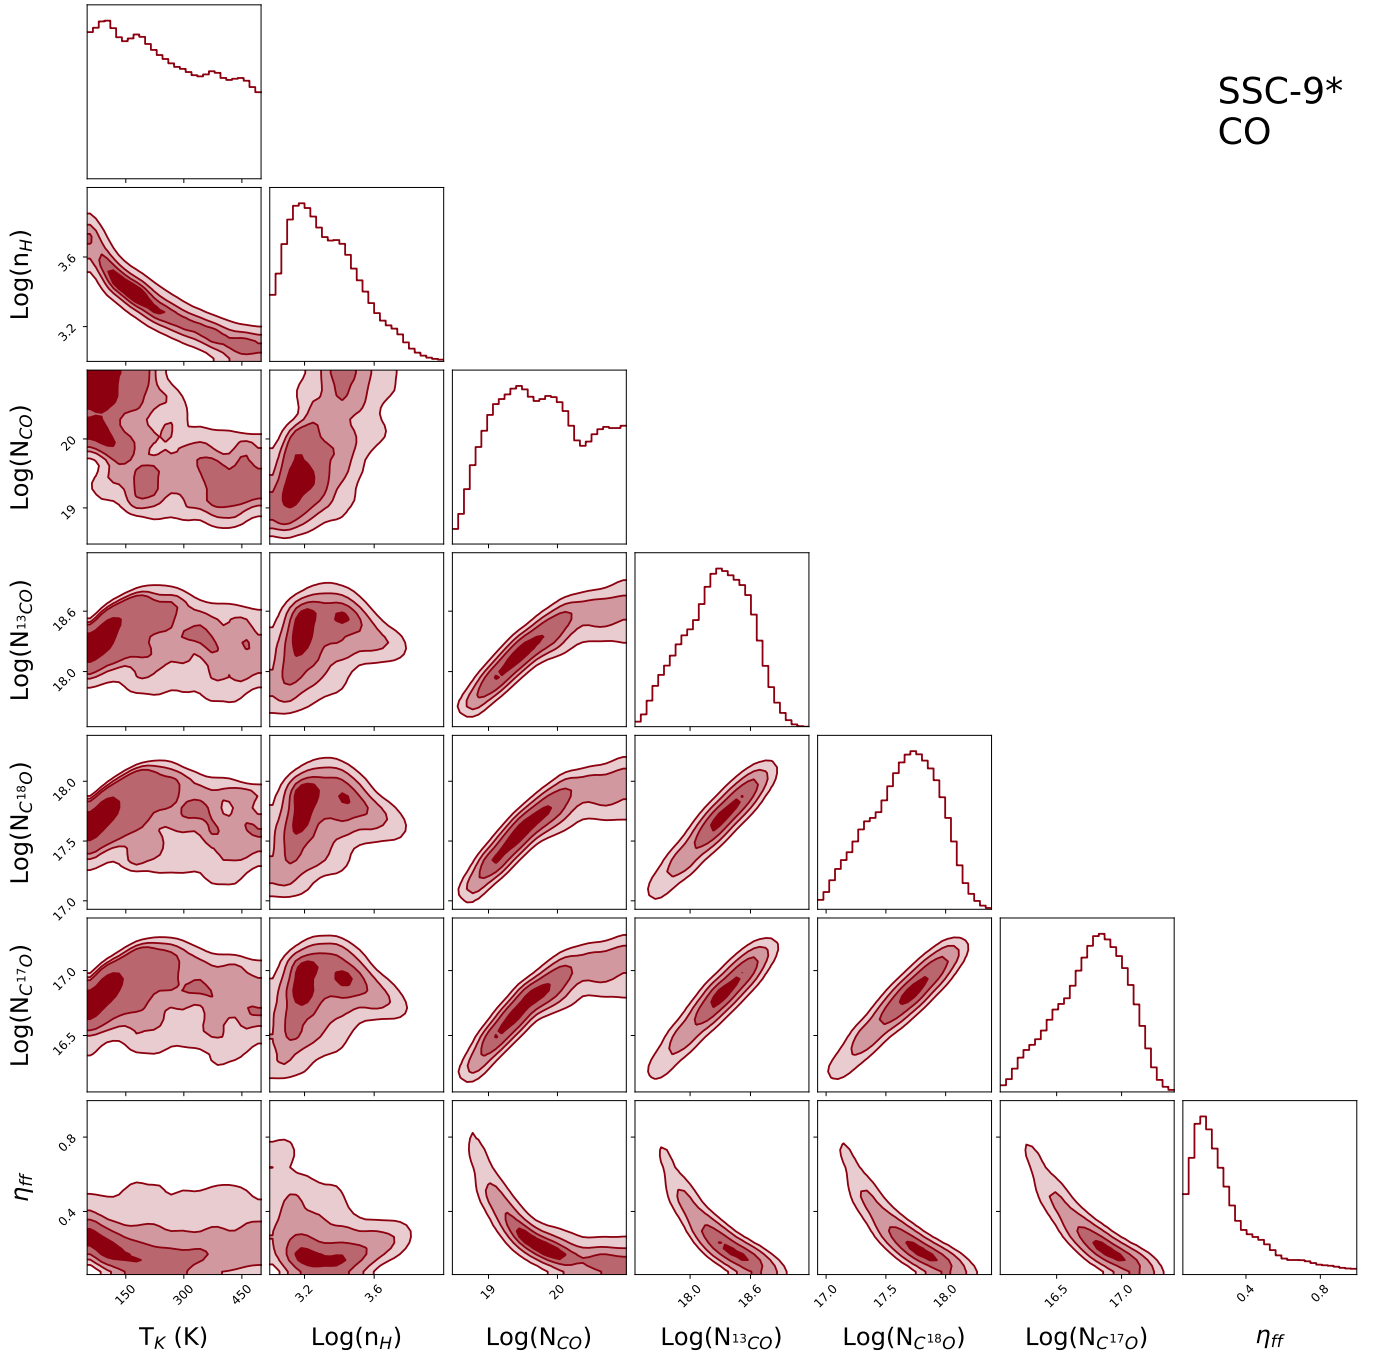 SSC-9*
CO
Log(n_H)
3.6
3.2
Log(N_CO)
20
19
Log(N_13CO)
18.6
18.0
Log(N_C18O)
18.0
17.5
17.0
Log(N_C17O)
17.0
16.5
η_ff
0.8
0.4
150 300 450 3.2 3.6 19 20 18.0 18.6 17.0 17.5 18.0 16.5 17.0 0.4 0.8
T_K (K) Log(n_H) Log(N_CO) Log(N_13CO) Log(N_C18O) Log(N_C17O) η_ff